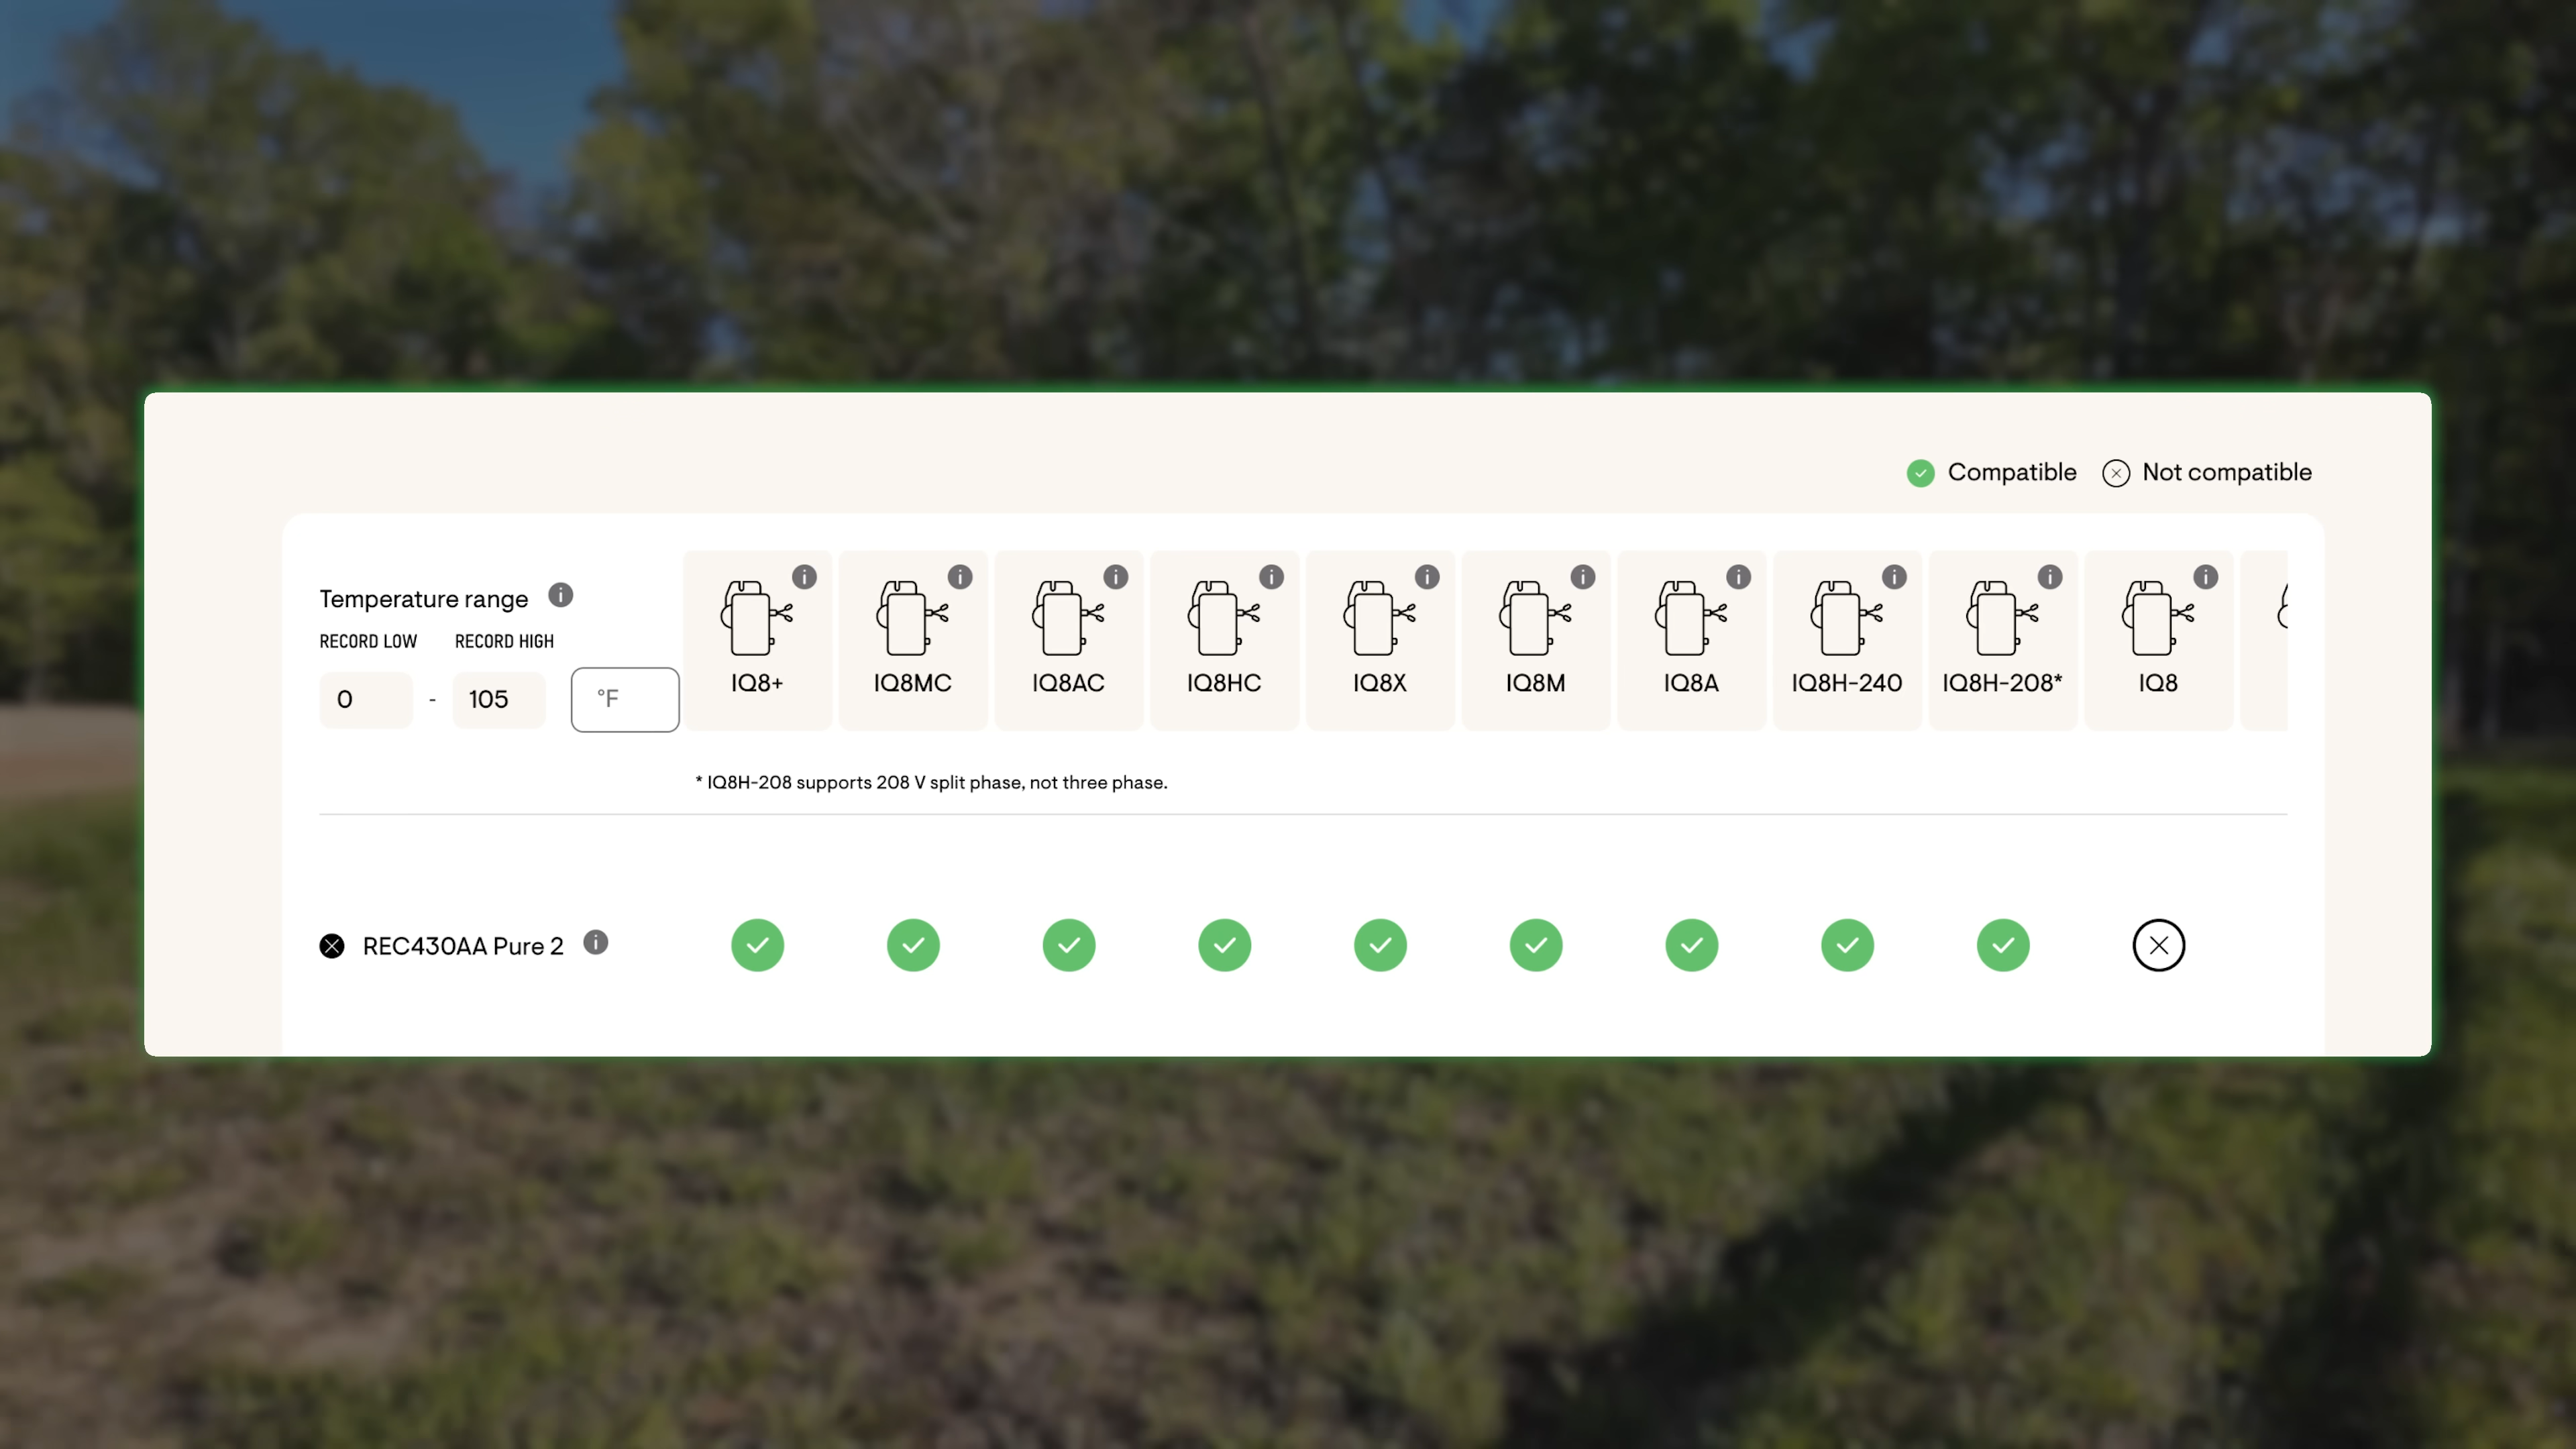 Compatible Not compatible
Temperature range
RECORD LOW RECORD HIGH
0 - 105 °F
IQ8+ IQ8MC IQ8AC IQ8HC IQ8X IQ8M IQ8A IQ8H-240 IQ8H-208* IQ8
* IQ8H-208 supports 208 V split phase, not three phase.
REC430AA Pure 2